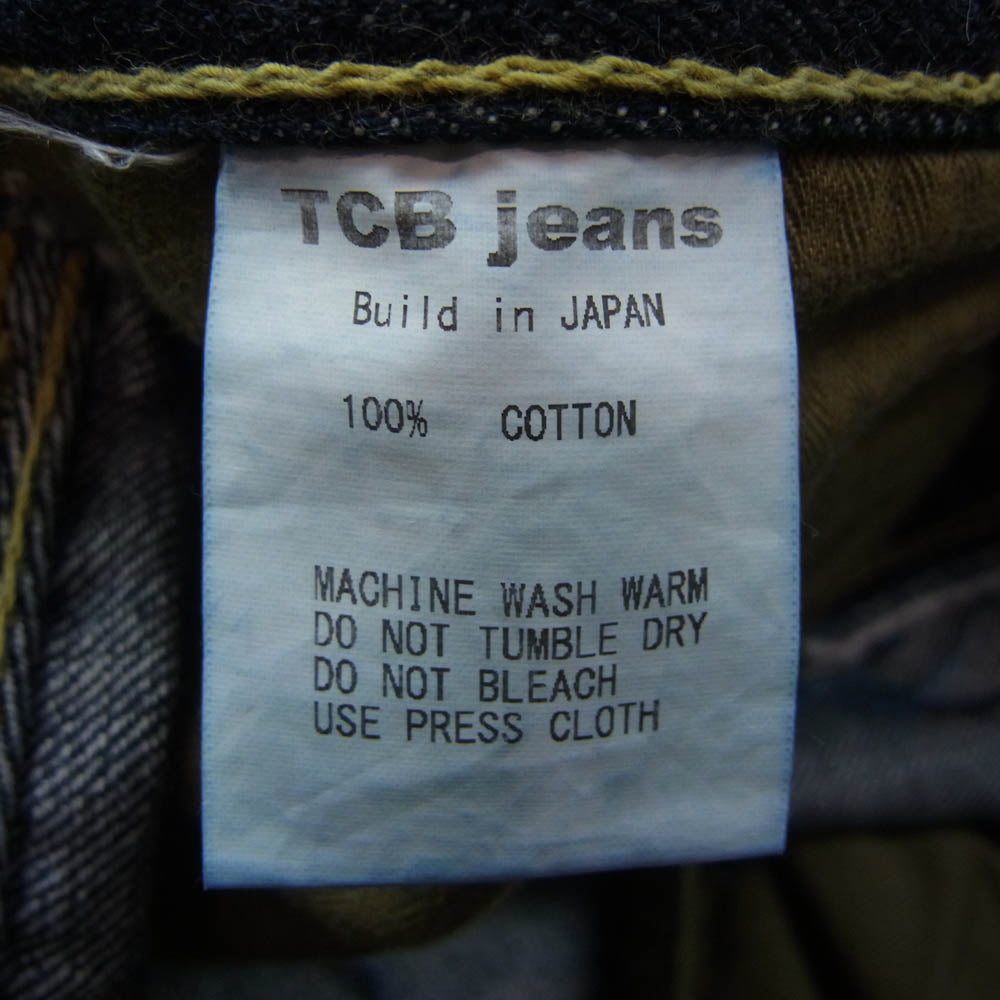 TCB jeans
Build in JAPAN
100% COTTON
MACHINE WASH WARM
DO NOT TUMBLE DRY
DO NOT BLEACH
USE PRESS CLOTH